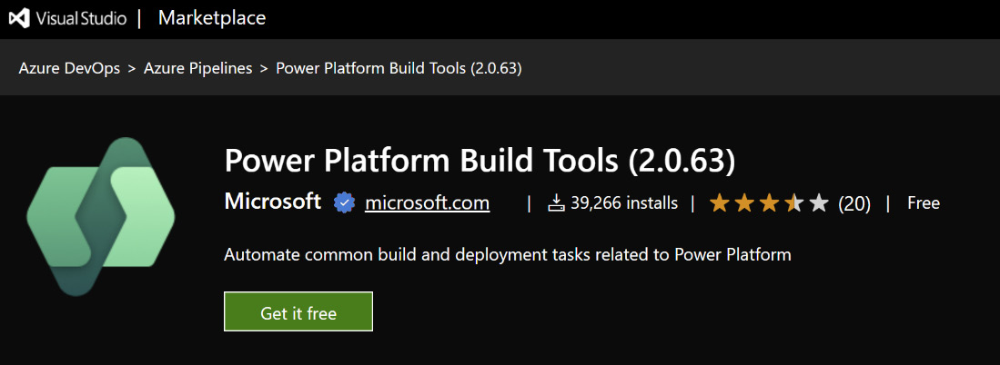 Visual Studio | Marketplace
Azure DevOps > Azure Pipelines > Power Platform Build Tools (2.0.63)
Power Platform Build Tools (2.0.63)
Microsoft microsoft.com | 39,266 installs | (20) | Free
Automate common build and deployment tasks related to Power Platform
Get it free